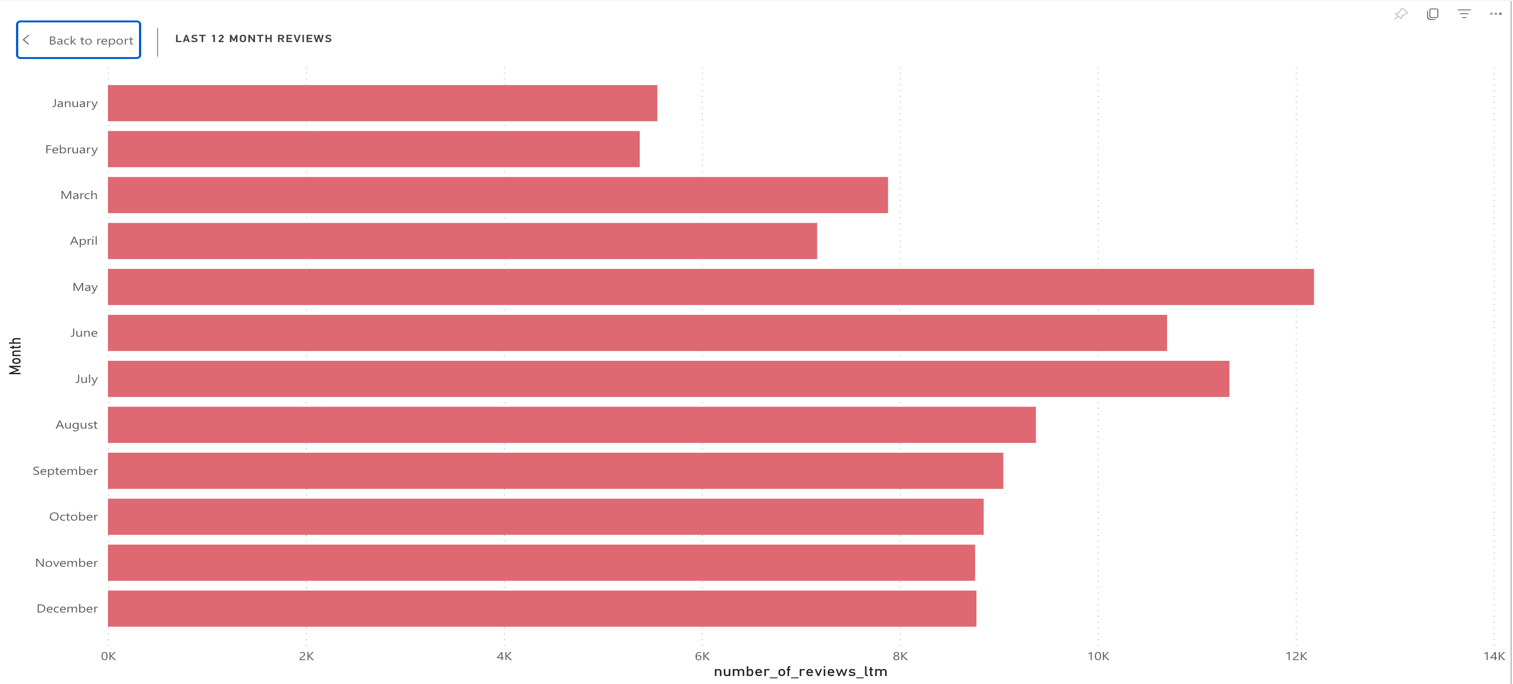 Back to report
LAST 12 MONTH REVIEWS
January
February
March
April
May
June
July
August
September
October
November
December
Month
0K 2K 4K 6K 8K 10K 12K 14K
number_of_reviews_ltm